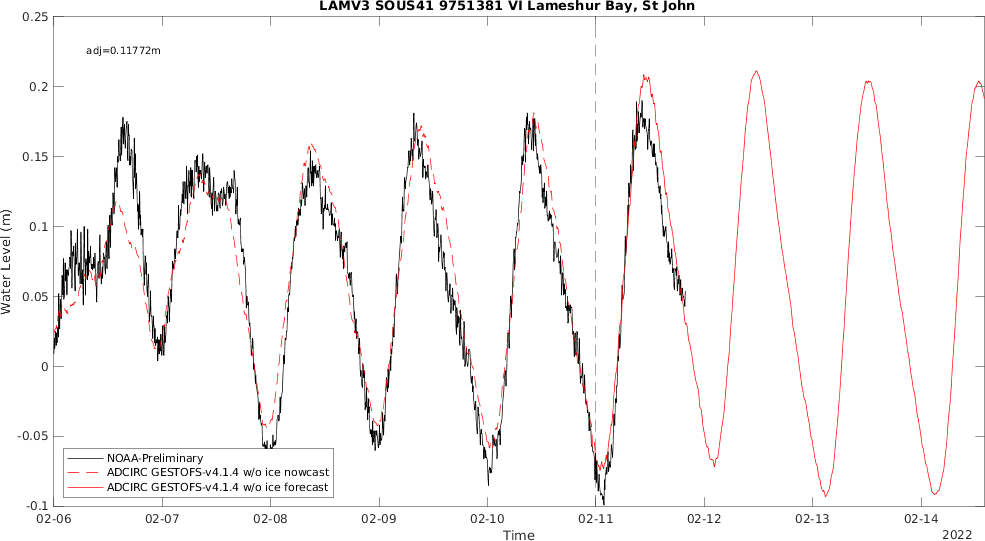 LAMV3 SOUS41 9751381 VI Lameshur Bay, St John
0.25
adj=0.11772m
0.2
0.15
0.1
0.05
0
-0.05
-0.1
Water Level (m)
NOAA-Preliminary
ADCIRC GESTOFS-v4.1.4 w/o ice nowcast
ADCIRC GESTOFS-v4.1.4 w/o ice forecast
02-06 02-07 02-08 02-09 02-10 02-11 02-12 02-13 02-14
Time
2022